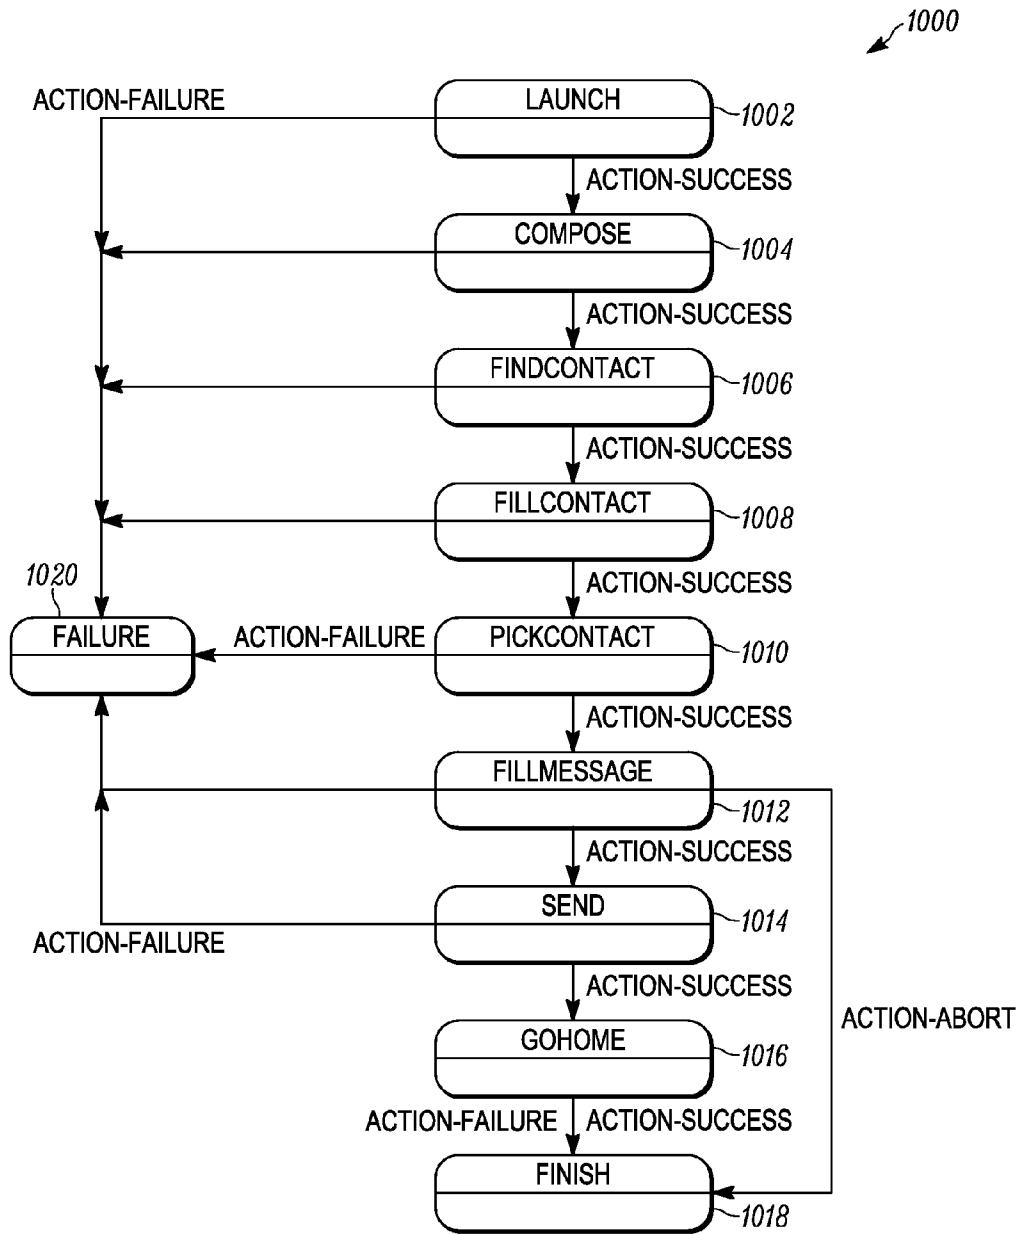 1000
ACTION-FAILURE
LAUNCH
1002
ACTION-SUCCESS
COMPOSE
1004
ACTION-SUCCESS
FINDCONTACT
1006
ACTION-SUCCESS
FILLCONTACT
1008
1020
ACTION-SUCCESS
FAILURE
ACTION-FAILURE
PICKCONTACT
1010
ACTION-SUCCESS
FILLMESSAGE
1012
ACTION-SUCCESS
SEND
1014
ACTION-FAILURE
ACTION-SUCCESS
ACTION-ABORT
GOHOME
1016
ACTION-FAILURE
ACTION-SUCCESS
FINISH
1018